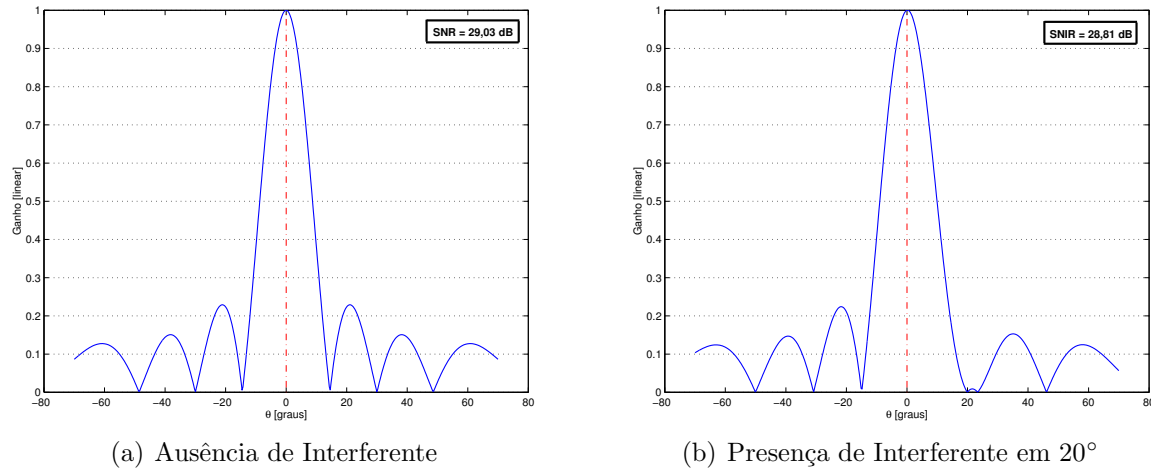 1
0.9
0.8
0.7
0.6
0.5
0.4
0.3
0.2
0.1
0
Ganho [linear]
SNR = 29,03 dB
−80 −60 −40 −20 0 20 40 60 80
θ [graus]
(a) Ausência de Interferente
1
0.9
0.8
0.7
0.6
0.5
0.4
0.3
0.2
0.1
0
Ganho [linear]
SNIR = 28,81 dB
−80 −60 −40 −20 0 20 40 60 80
θ [graus]
(b) Presença de Interferente em 20°